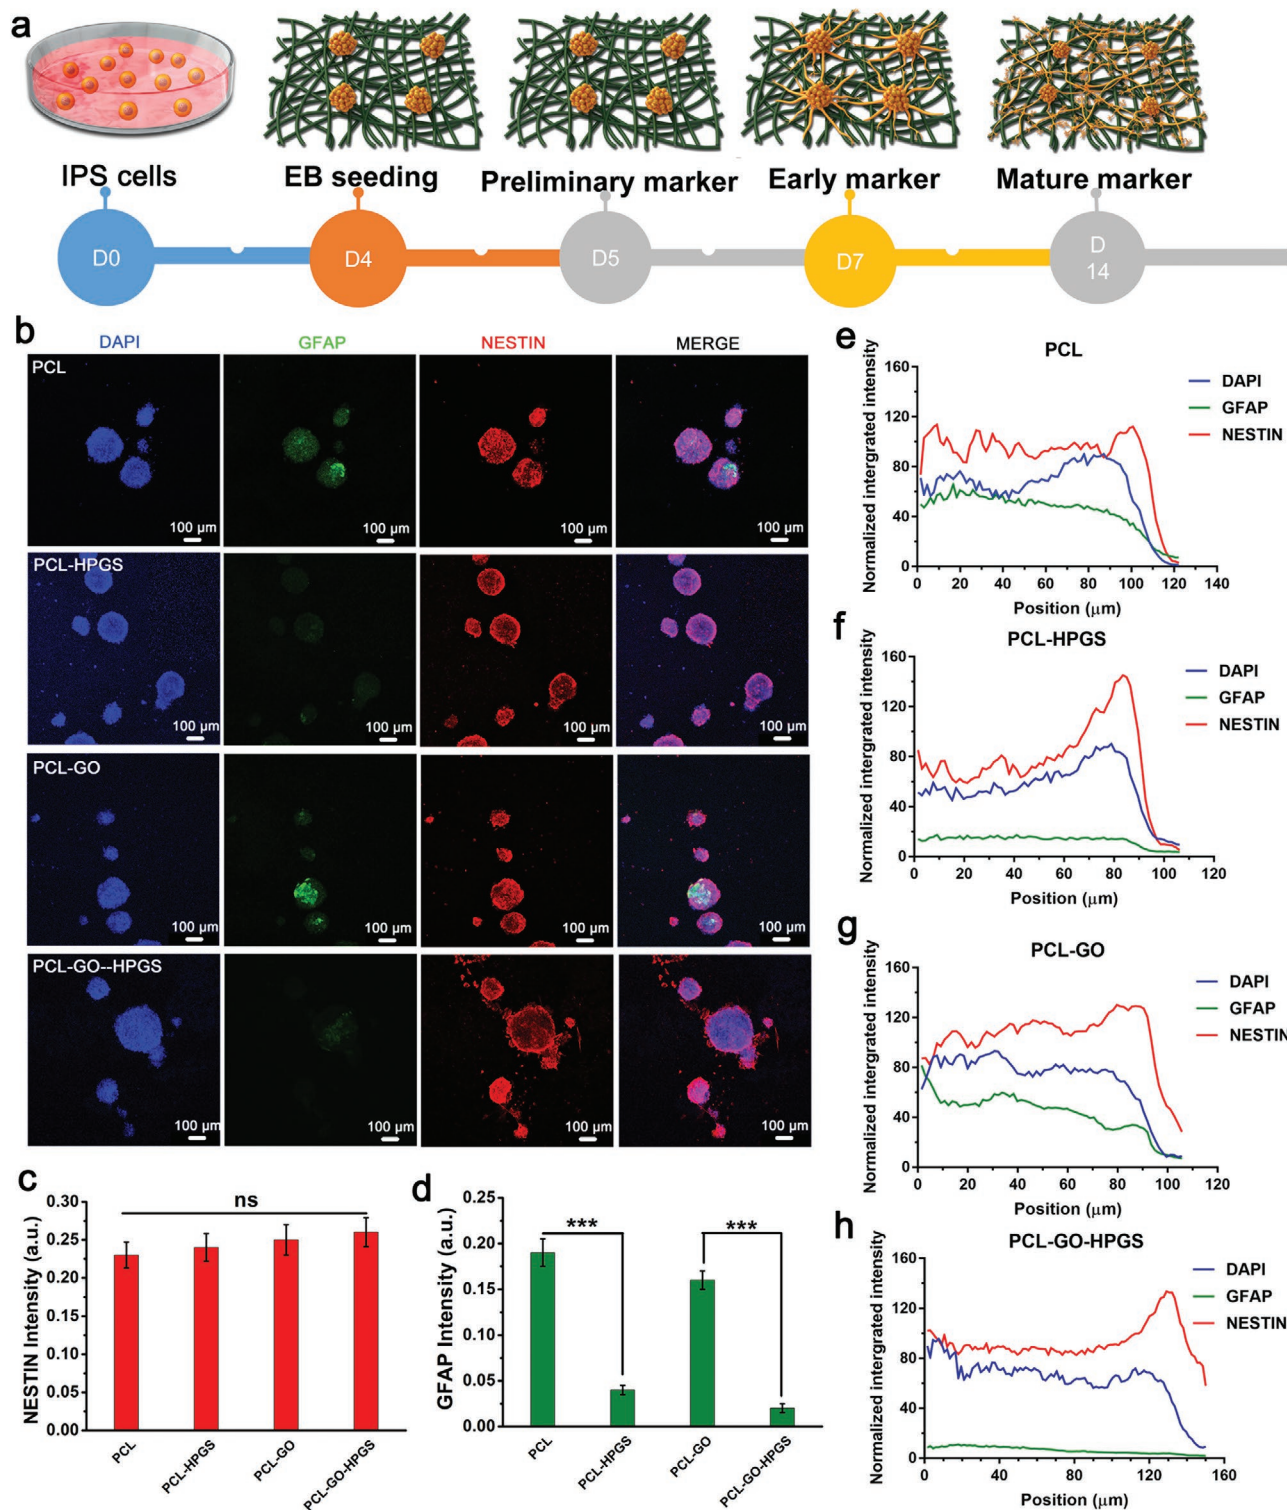 a
IPS cells
EB seeding
Preliminary marker
Early marker
Mature marker
D0
D4
D5
D7
D
14
b
DAPI
GFAP
NESTIN
MERGE
PCL
100 μm
100 μm
100 μm
100 μm
PCL-HPGS
100 μm
100 μm
100 μm
100 μm
PCL-GO
100 μm
100 μm
100 μm
100 μm
PCL-GO--HPGS
100 μm
100 μm
100 μm
100 μm
c
NESTIN Intensity (a.u.)
0.30
0.25
0.20
0.15
0.10
0.05
0.00
ns
PCL
PCL-HPGS
PCL-GO
PCL-GO-HPGS
d
GFAP Intensity (a.u.)
0.25
0.20
0.15
0.10
0.05
0.00
***
***
PCL
PCL-HPGS
PCL-GO
PCL-GO-HPGS
e
PCL
Normalized intergrated intensity
160
120
80
40
0
DAPI
GFAP
NESTIN
0 20 40 60 80 100 120 140
Position (μm)
f
PCL-HPGS
Normalized intergrated intensity
160
120
80
40
0
DAPI
GFAP
NESTIN
0 20 40 60 80 100 120
Position (μm)
g
PCL-GO
Normalized intergrated intensity
160
120
80
40
0
DAPI
GFAP
NESTIN
0 20 40 60 80 100 120
Position (μm)
h
PCL-GO-HPGS
Normalized intergrated intensity
160
120
80
40
0
DAPI
GFAP
NESTIN
0 40 80 120 160
Position (μm)